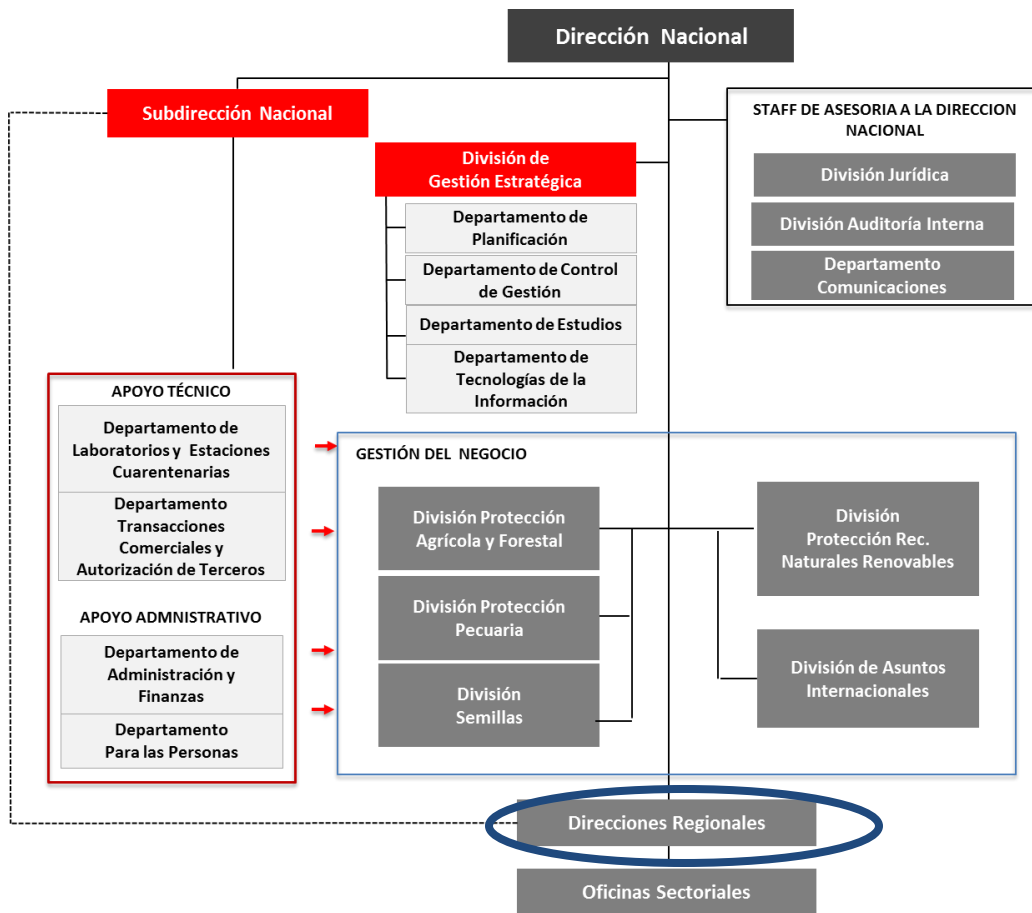 Dirección Nacional
Subdirección Nacional
STAFF DE ASESORIA A LA DIRECCION
NACIONAL
División Jurídica
División Auditoría Interna
Departamento
Comunicaciones
División de
Gestión Estratégica
Departamento de
Planificación
Departamento de Control
de Gestión
Departamento de Estudios
Departamento de
Tecnologías de la
Información
APOYO TÉCNICO
Departamento de
Laboratorios y Estaciones
Cuarentenarias
Departamento
Transacciones
Comerciales y
Autorización de Terceros
APOYO ADMNISTRATIVO
Departamento de
Administración y
Finanzas
Departamento
Para las Personas
GESTIÓN DEL NEGOCIO
División Protección
Agrícola y Forestal
División Protección
Pecuaria
División
Semillas
División
Protección Rec.
Naturales Renovables
División de Asuntos
Internacionales
Direcciones Regionales
Oficinas Sectoriales